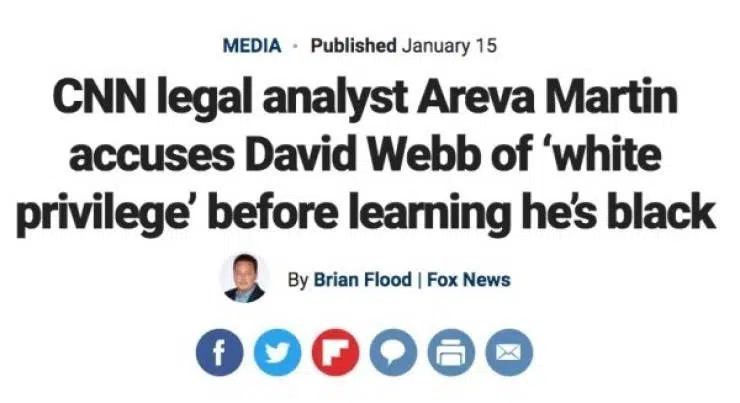 MEDIA · Published January 15
CNN legal analyst Areva Martin
accuses David Webb of ‘white
privilege’ before learning he’s black
By Brian Flood | Fox News